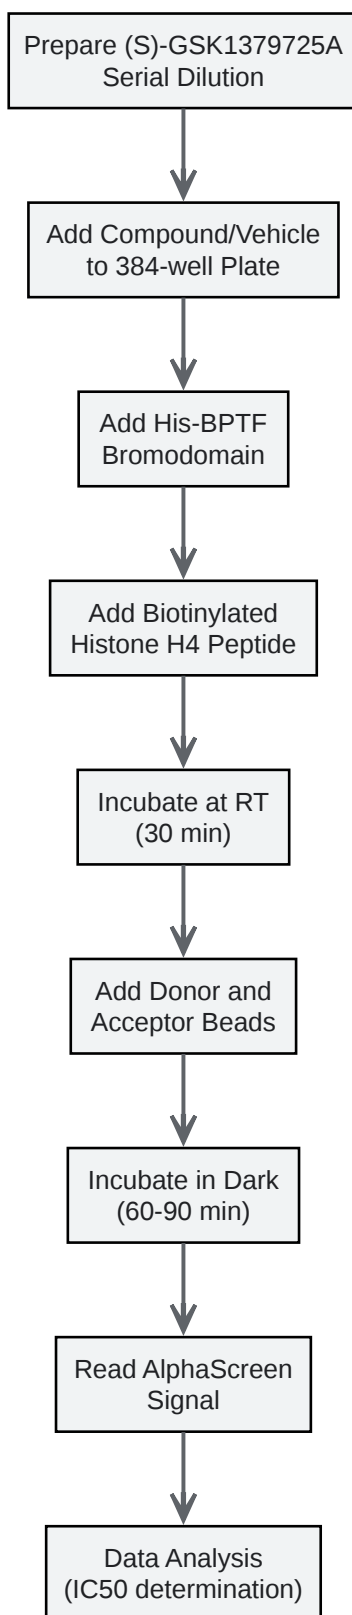 Prepare (S)-GSK1379725A
Serial Dilution
Add Compound/Vehicle
to 384-well Plate
Add His-BPTF
Bromodomain
Add Biotinylated
Histone H4 Peptide
Incubate at RT
(30 min)
Add Donor and
Acceptor Beads
Incubate in Dark
(60-90 min)
Read AlphaScreen
Signal
Data Analysis
(IC50 determination)